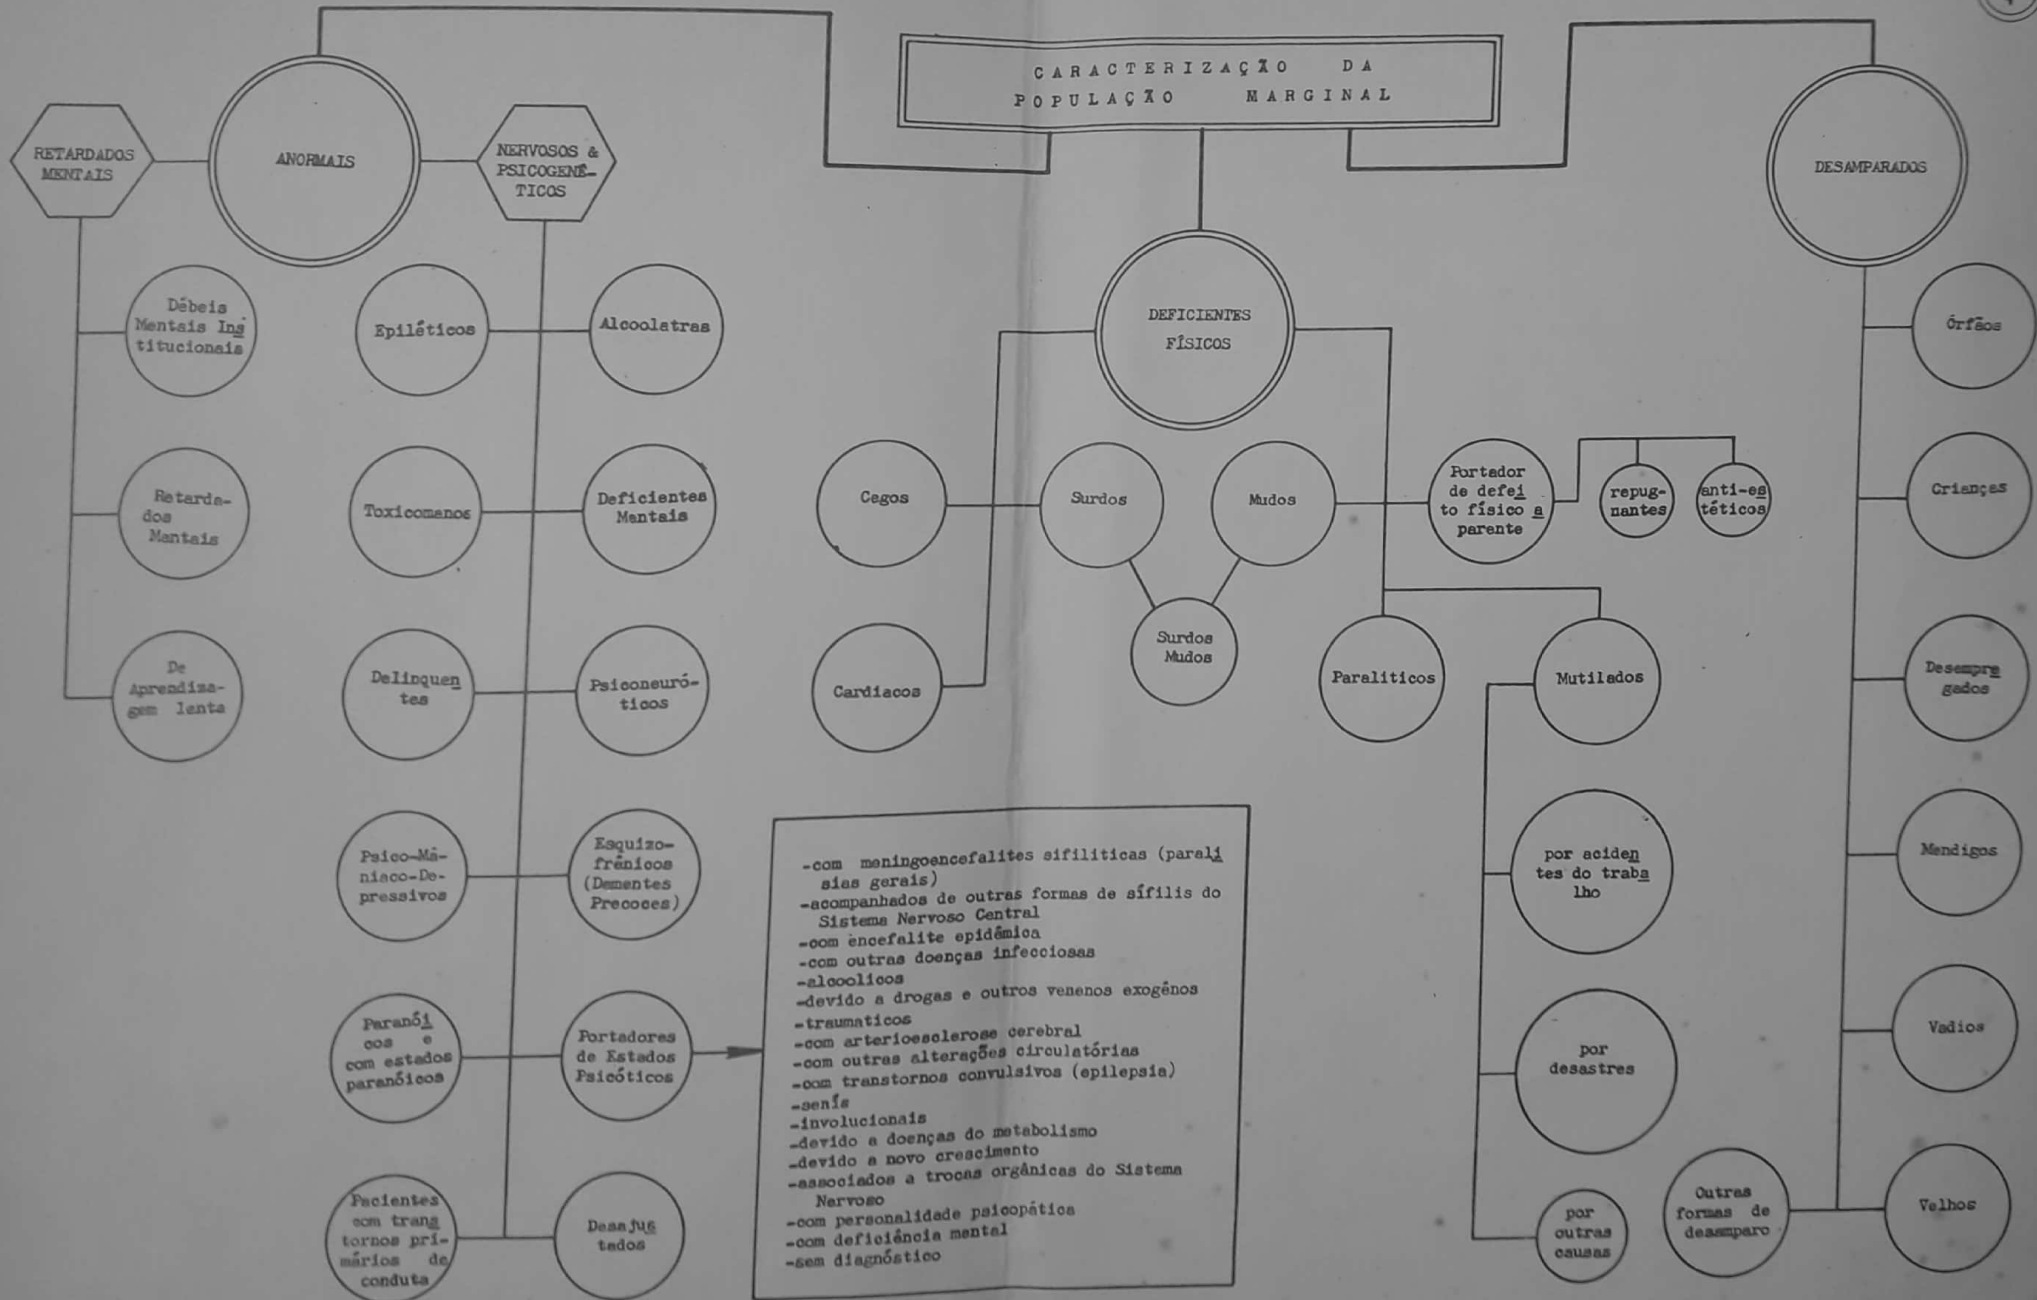 CARACTERIZAÇÃO DA
POPULAÇÃO MARGINAL
RETARDADOS
MENTAIS
ANORMAIS
NERVOSOS &
PSICOGENÊ-
TICOS
Débeis
Mentais Ins
titucionais
Retarda-
dos
Mentais
De
Aprendiza-
gem lenta
Epiléticos
Alcoolatras
Toxicomanos
Deficientes
Mentais
Delinquen
tes
Psiconeuró-
ticos
Psico-Ma-
niaco-De-
pressivos
Esquizo-
frênicos
(Dementes
Precoces)
Paranói
cos e
com estados
paranóicos
Portadores
de Estados
Psicóticos
Pacientes
com trans
tornos pri-
mários de
conduta
Desajus
tados
-com meningoencefalites sifiliticas (parali
sias gerais)
-acompanhados de outras formas de sífilis do
Sistema Nervoso Central
-com encefalite epidêmica
-com outras doenças infecciosas
-alcoolicos
-devido a drogas e outros venenos exogênos
-traumaticos
-com arterioesclerose cerebral
-com outras alterações circulatórias
-com transtornos convulsivos (epilepsia)
-senís
-involucionais
-devido a doenças do metabolismo
-devido a novo crescimento
-associados a trocas orgânicas do Sistema
Nervoso
-com personalidade psicopática
-com deficiência mental
-sem diagnóstico
DEFICIENTES
FÍSICOS
Cegos
Surdos
Mudos
Surdos
Mudos
Cardiacos
Portador
de defei
to físico a
parente
repug-
nantes
anti-es
téticos
Paraliticos
Mutilados
por aciden
tes do traba
lho
por
desastres
por
outras
causas
DESAMPARADOS
Órfãos
Crianças
Desempre
gados
Mendigos
Vadios
Outras
formas de
desamparo
Velhos